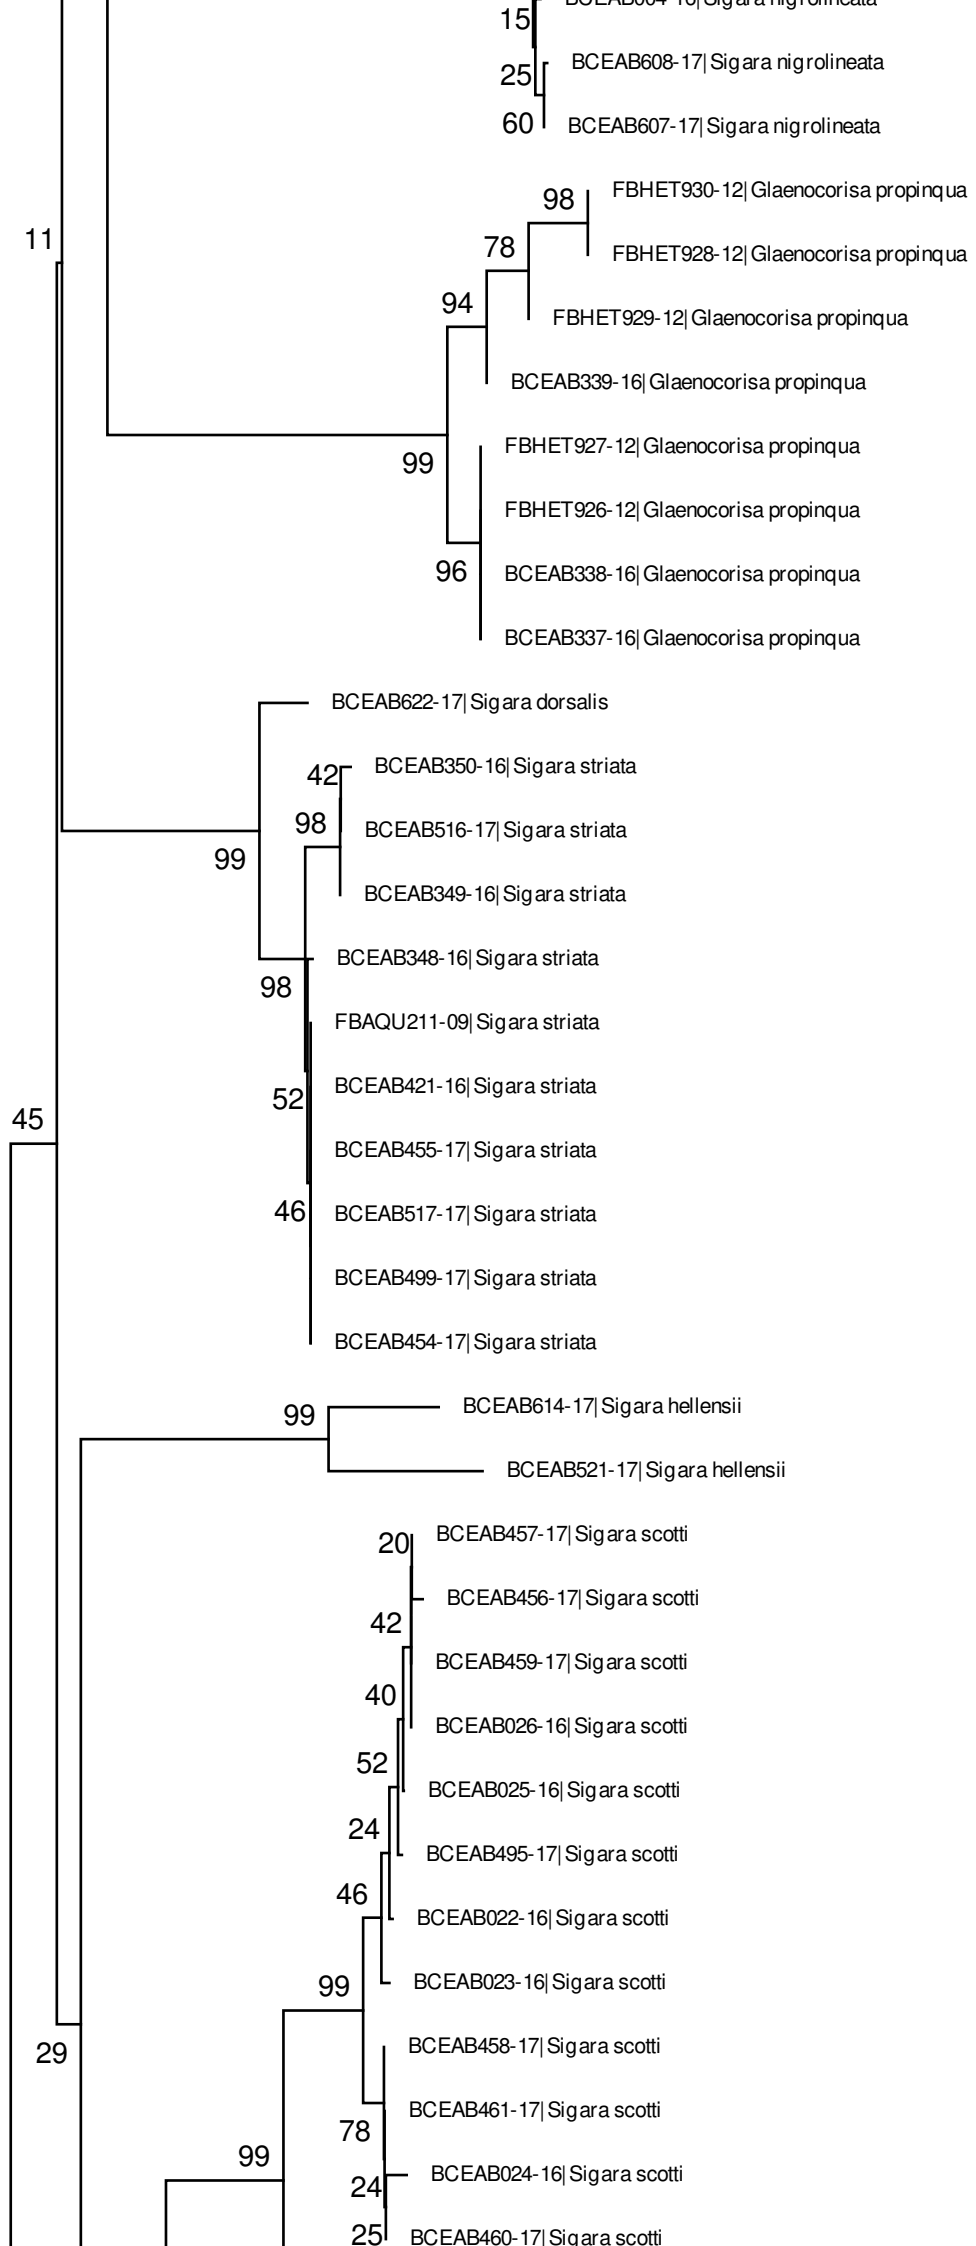 15
Sigara nigrolineata
BCEAB608-17|Sigara nigrolineata
25
60
BCEAB607-17|Sigara nigrolineata
FBHET930-12|Glaenocorisa propinqua
98
FBHET928-12|Glaenocorisa propinqua
11
78
94
FBHET929-12|Glaenocorisa propinqua
BCEAB339-16|Glaenocorisa propinqua
FBHET927-12|Glaenocorisa propinqua
99
FBHET926-12|Glaenocorisa propinqua
96
BCEAB338-16|Glaenocorisa propinqua
BCEAB337-16|Glaenocorisa propinqua
BCEAB622-17|Sigara dorsalis
42
BCEAB350-16|Sigara striata
98
BCEAB516-17|Sigara striata
99
BCEAB349-16|Sigara striata
BCEAB348-16|Sigara striata
98
FBAQU211-09|Sigara striata
52
BCEAB421-16|Sigara striata
45
BCEAB455-17|Sigara striata
46
BCEAB517-17|Sigara striata
BCEAB499-17|Sigara striata
BCEAB454-17|Sigara striata
99
BCEAB614-17|Sigara hellensii
BCEAB521-17|Sigara hellensii
20
BCEAB457-17|Sigara scotti
BCEAB456-17|Sigara scotti
42
BCEAB459-17|Sigara scotti
40
BCEAB026-16|Sigara scotti
52
BCEAB025-16|Sigara scotti
24
BCEAB495-17|Sigara scotti
46
BCEAB022-16|Sigara scotti
99
BCEAB023-16|Sigara scotti
29
BCEAB458-17|Sigara scotti
78
BCEAB461-17|Sigara scotti
99
24
BCEAB024-16|Sigara scotti
25
BCEAB460-17|Sigara scotti